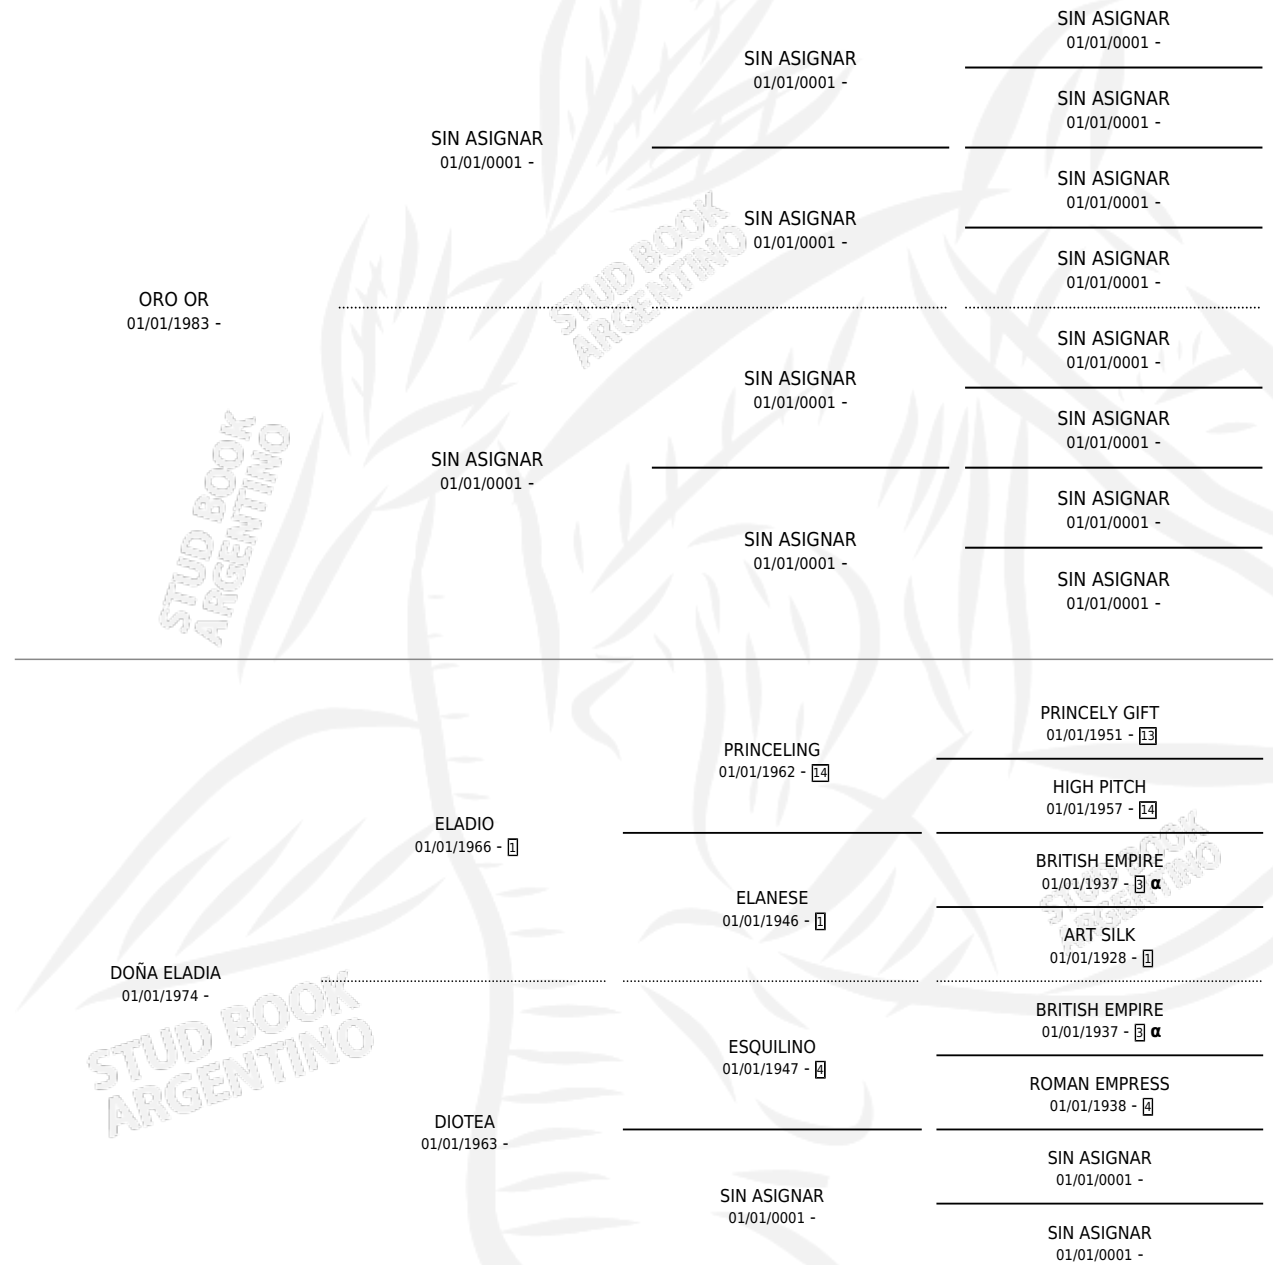 SIN ASIGNAR
01/01/0001 -
SIN ASIGNAR
01/01/0001 -
SIN ASIGNAR
01/01/0001 -
SIN ASIGNAR
01/01/0001 -
SIN ASIGNAR
01/01/0001 -
SIN ASIGNAR
01/01/0001 -
SIN ASIGNAR
01/01/0001 -
ORO OR
01/01/1983 -
SIN ASIGNAR
01/01/0001 -
SIN ASIGNAR
01/01/0001 -
SIN ASIGNAR
01/01/0001 -
SIN ASIGNAR
01/01/0001 -
SIN ASIGNAR
01/01/0001 -
SIN ASIGNAR
01/01/0001 -
SIN ASIGNAR
01/01/0001 -
STUD BOOK
ARGENTINO
STUD BOOK
ARGENTINO
PRINCELY GIFT
01/01/1951 - 13
PRINCELING
01/01/1962 - 14
HIGH PITCH
01/01/1957 - 14
ELADIO
01/01/1966 - 1
BRITISH EMPIRE
01/01/1937 - 3 α
ELANESE
01/01/1946 - 1
ART SILK
01/01/1928 - 1
DOÑA ELADIA
01/01/1974 -
BRITISH EMPIRE
01/01/1937 - 3 α
ESQUILINO
01/01/1947 - 4
ROMAN EMPRESS
01/01/1938 - 4
DIOTEA
01/01/1963 -
SIN ASIGNAR
01/01/0001 -
SIN ASIGNAR
01/01/0001 -
SIN ASIGNAR
01/01/0001 -
STUD BOOK
ARGENTINO
STUD BOOK
ARGENTINO